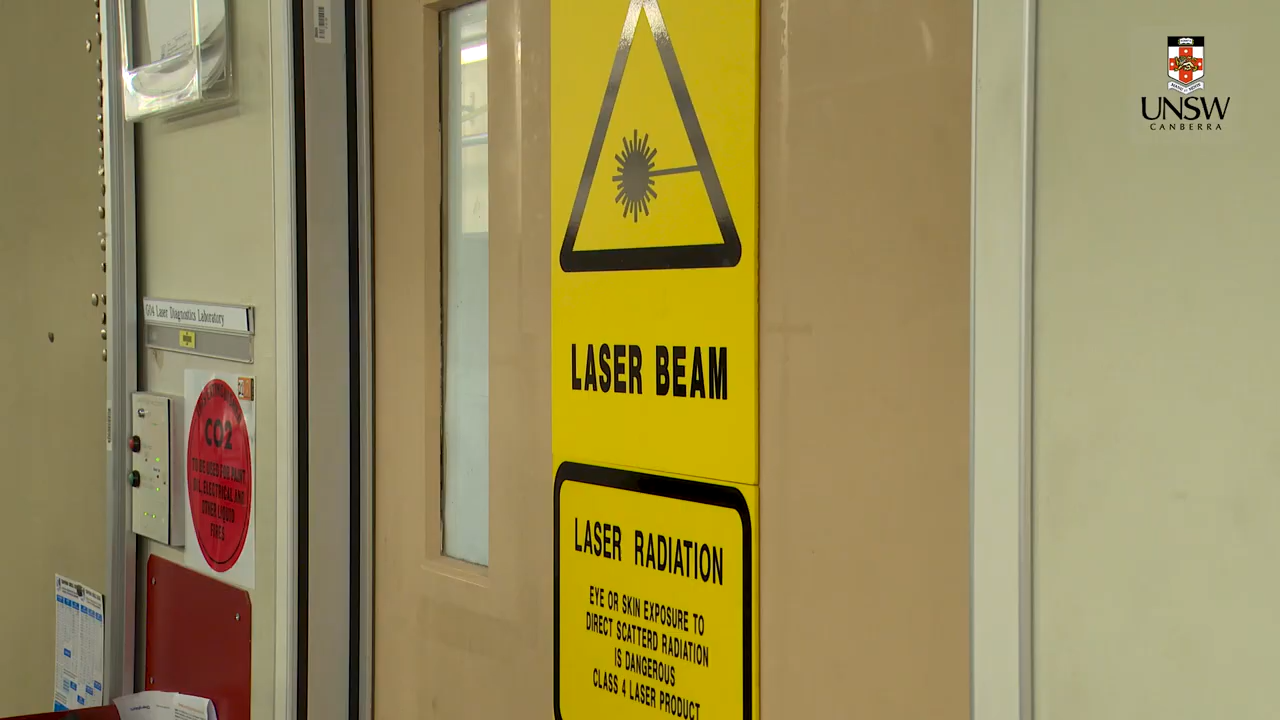 UNSW
CANBERRA
LASER BEAM
G04 Laser Diagnostics Laboratory
CO2
TO BE USED FOR PAINT
OIL, ELECTRICAL AND
OTHER LIQUID
FIRES
LASER RADIATION
EYE OR SKIN EXPOSURE TO
DIRECT SCATTERD RADIATION
IS DANGEROUS
CLASS 4 LASER PRODUCT